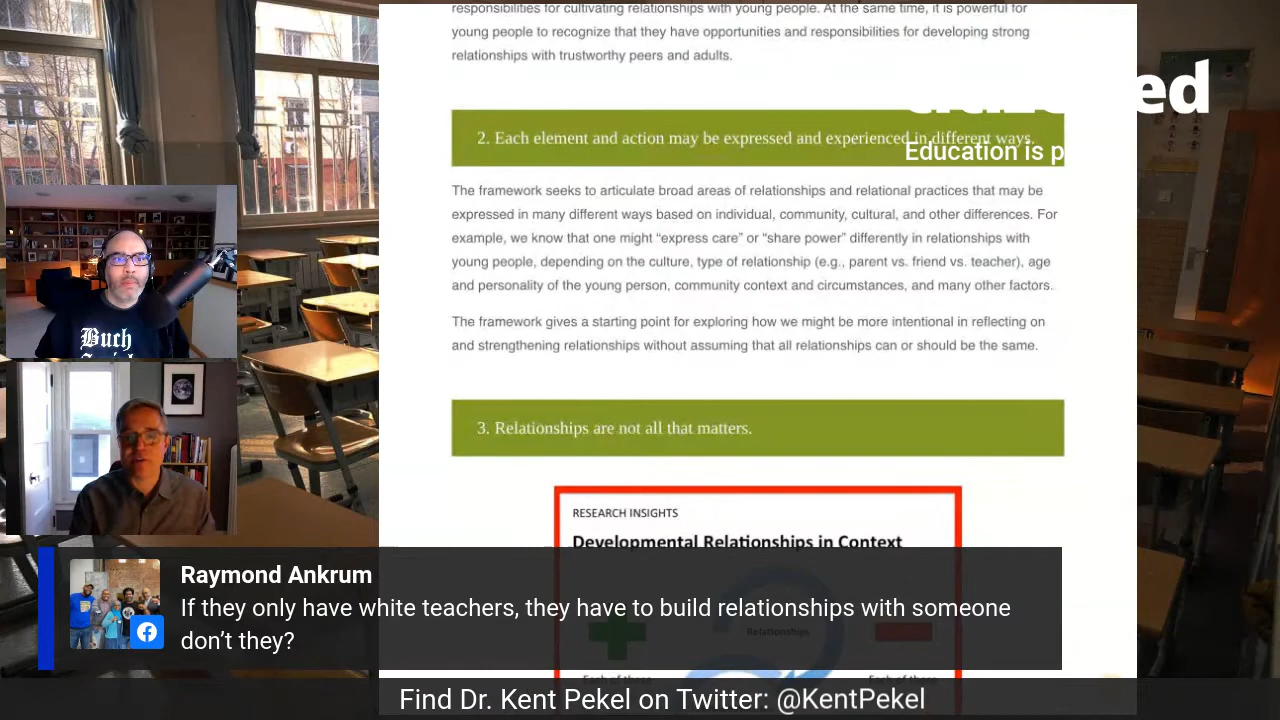 responsibilities for cultivating relationships with young people. At the same time, it is powerful for
young people to recognize that they have opportunities and responsibilities for developing strong
relationships with trustworthy peers and adults.
ed
2. Each element and action may be expressed and experienced in different ways.
Education is p
The framework seeks to articulate broad areas of relationships and relational practices that may be
expressed in many different ways based on individual, community, cultural, and other differences. For
example, we know that one might “express care” or “share power” differently in relationships with
young people, depending on the culture, type of relationship (e.g., parent vs. friend vs. teacher), age
and personality of the young person, community context and circumstances, and many other factors.
The framework gives a starting point for exploring how we might be more intentional in reflecting on
and strengthening relationships without assuming that all relationships can or should be the same.
Buch
3. Relationships are not all that matters.
RESEARCH INSIGHTS
Developmental Relationships in Context
Raymond Ankrum
If they only have white teachers, they have to build relationships with someone
don’t they?
Relationships
Each of these
Each of these
Find Dr. Kent Pekel on Twitter: @KentPekel